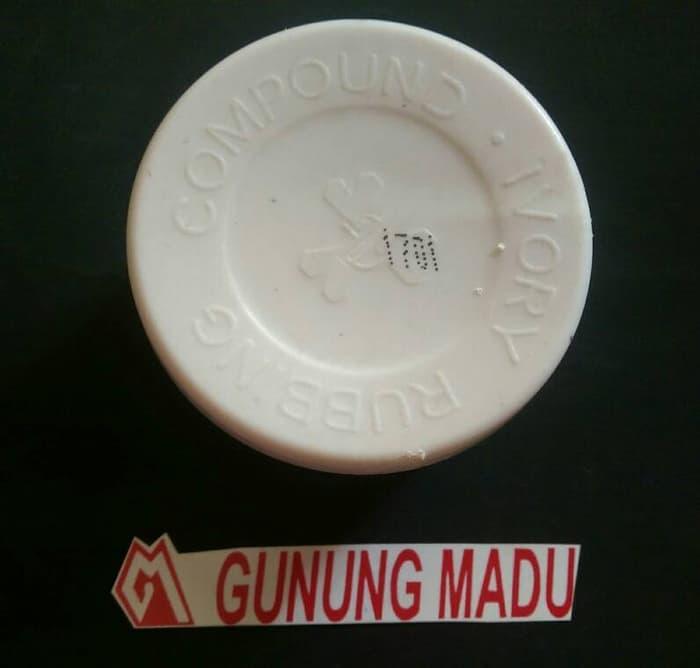 IVORY RUBBING COMPOUND •
1701
GUNUNG MADU